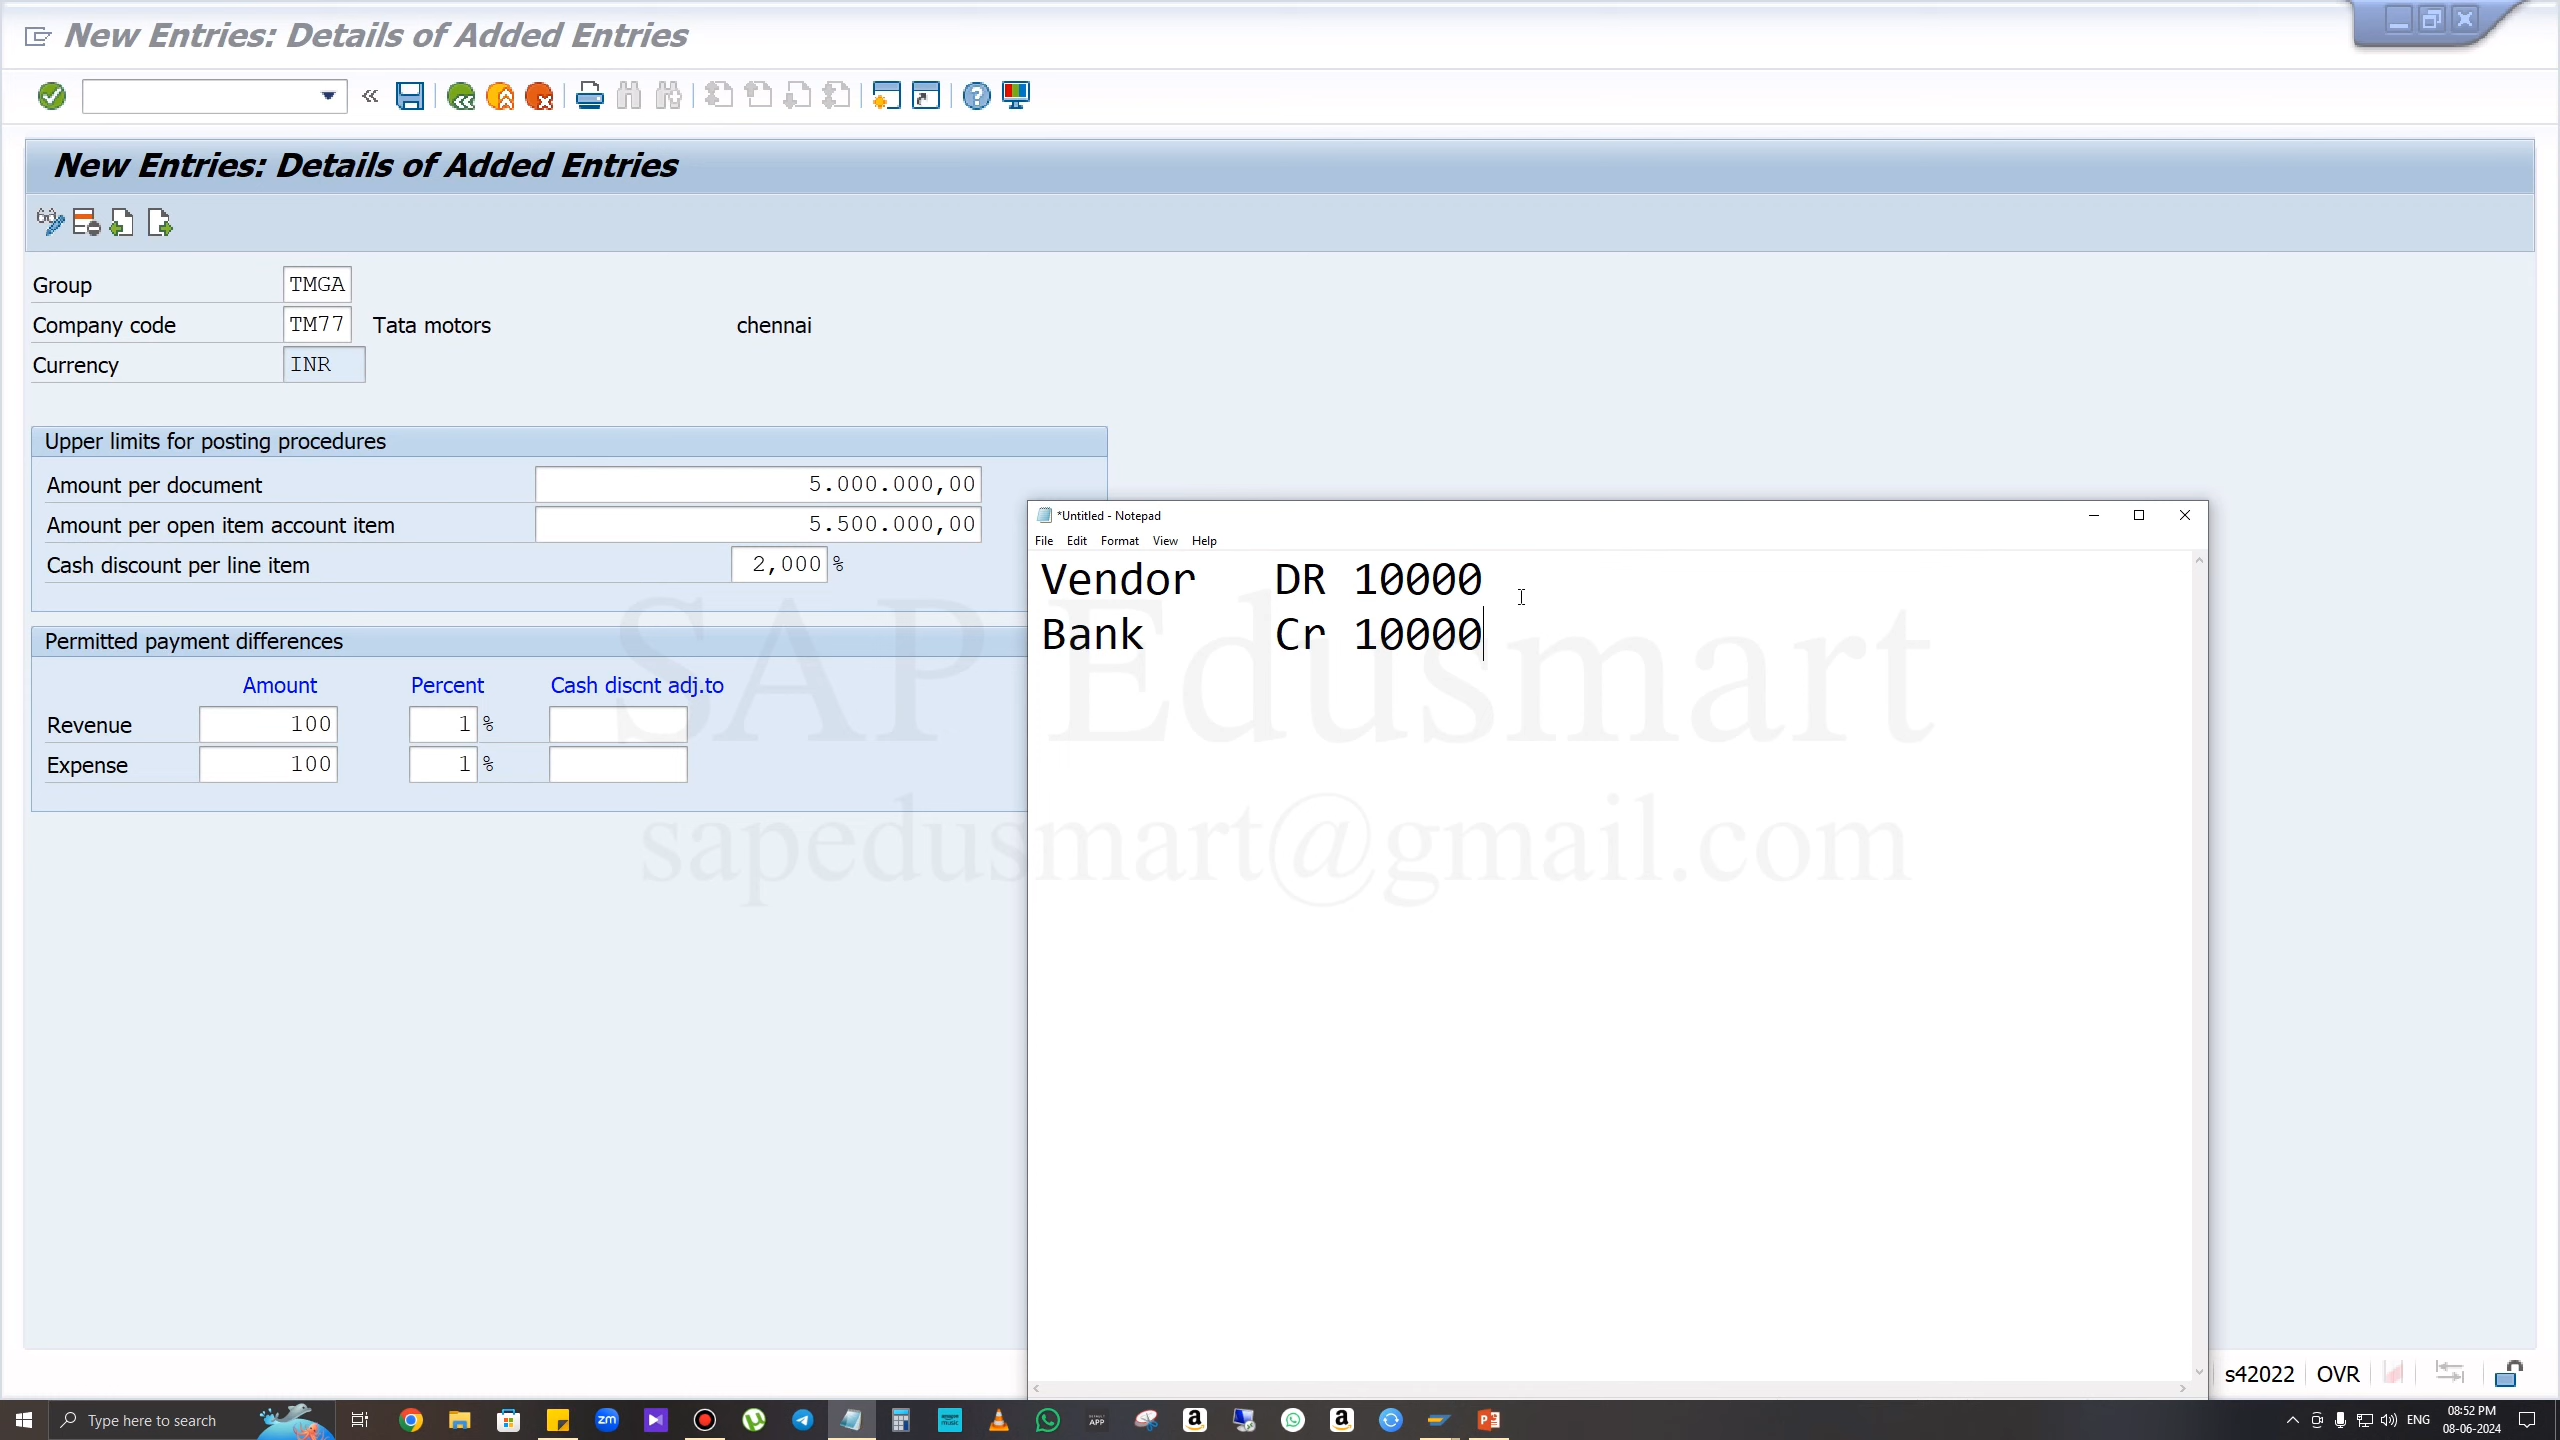 New Entries: Details of Added Entries
New Entries: Details of Added Entries
Group TMGA
Company code TM77 Tata motors chennai
Currency INR
Upper limits for posting procedures
Amount per document 5.000.000,00
Amount per open item account item 5.500.000,00
Cash discount per line item 2,000 %
Permitted payment differences
Amount Percent Cash discnt adj.to
Revenue 100 1 %
Expense 100 1 %
*Untitled - Notepad
File Edit Format View Help
Vendor DR 10000
Bank Cr 10000
SAP Edusmart
sapedusmart@gmail.com
s42022 OVR
Type here to search
zm
APP
ENG
08:52 PM
08-06-2024